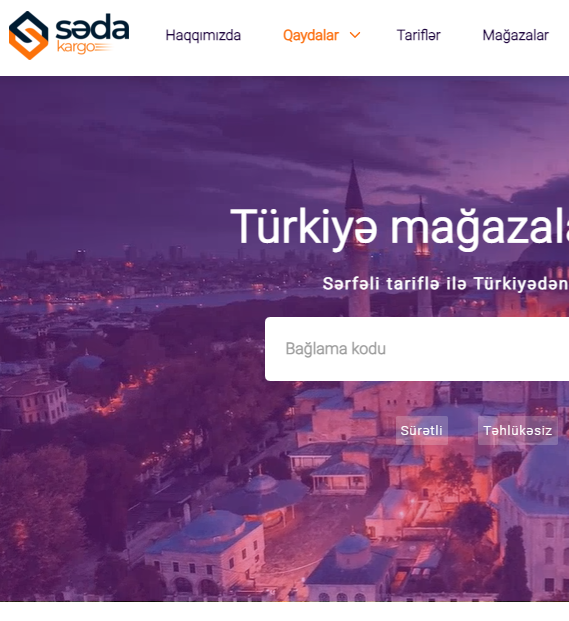 səda
kargo
Haqqımızda Qaydalar Tariflər Mağazalar
Türkiyə mağazala
Sərfəli tariflə ilə Türkiyədən
Bağlama kodu
Sürətli Təhlükəsiz